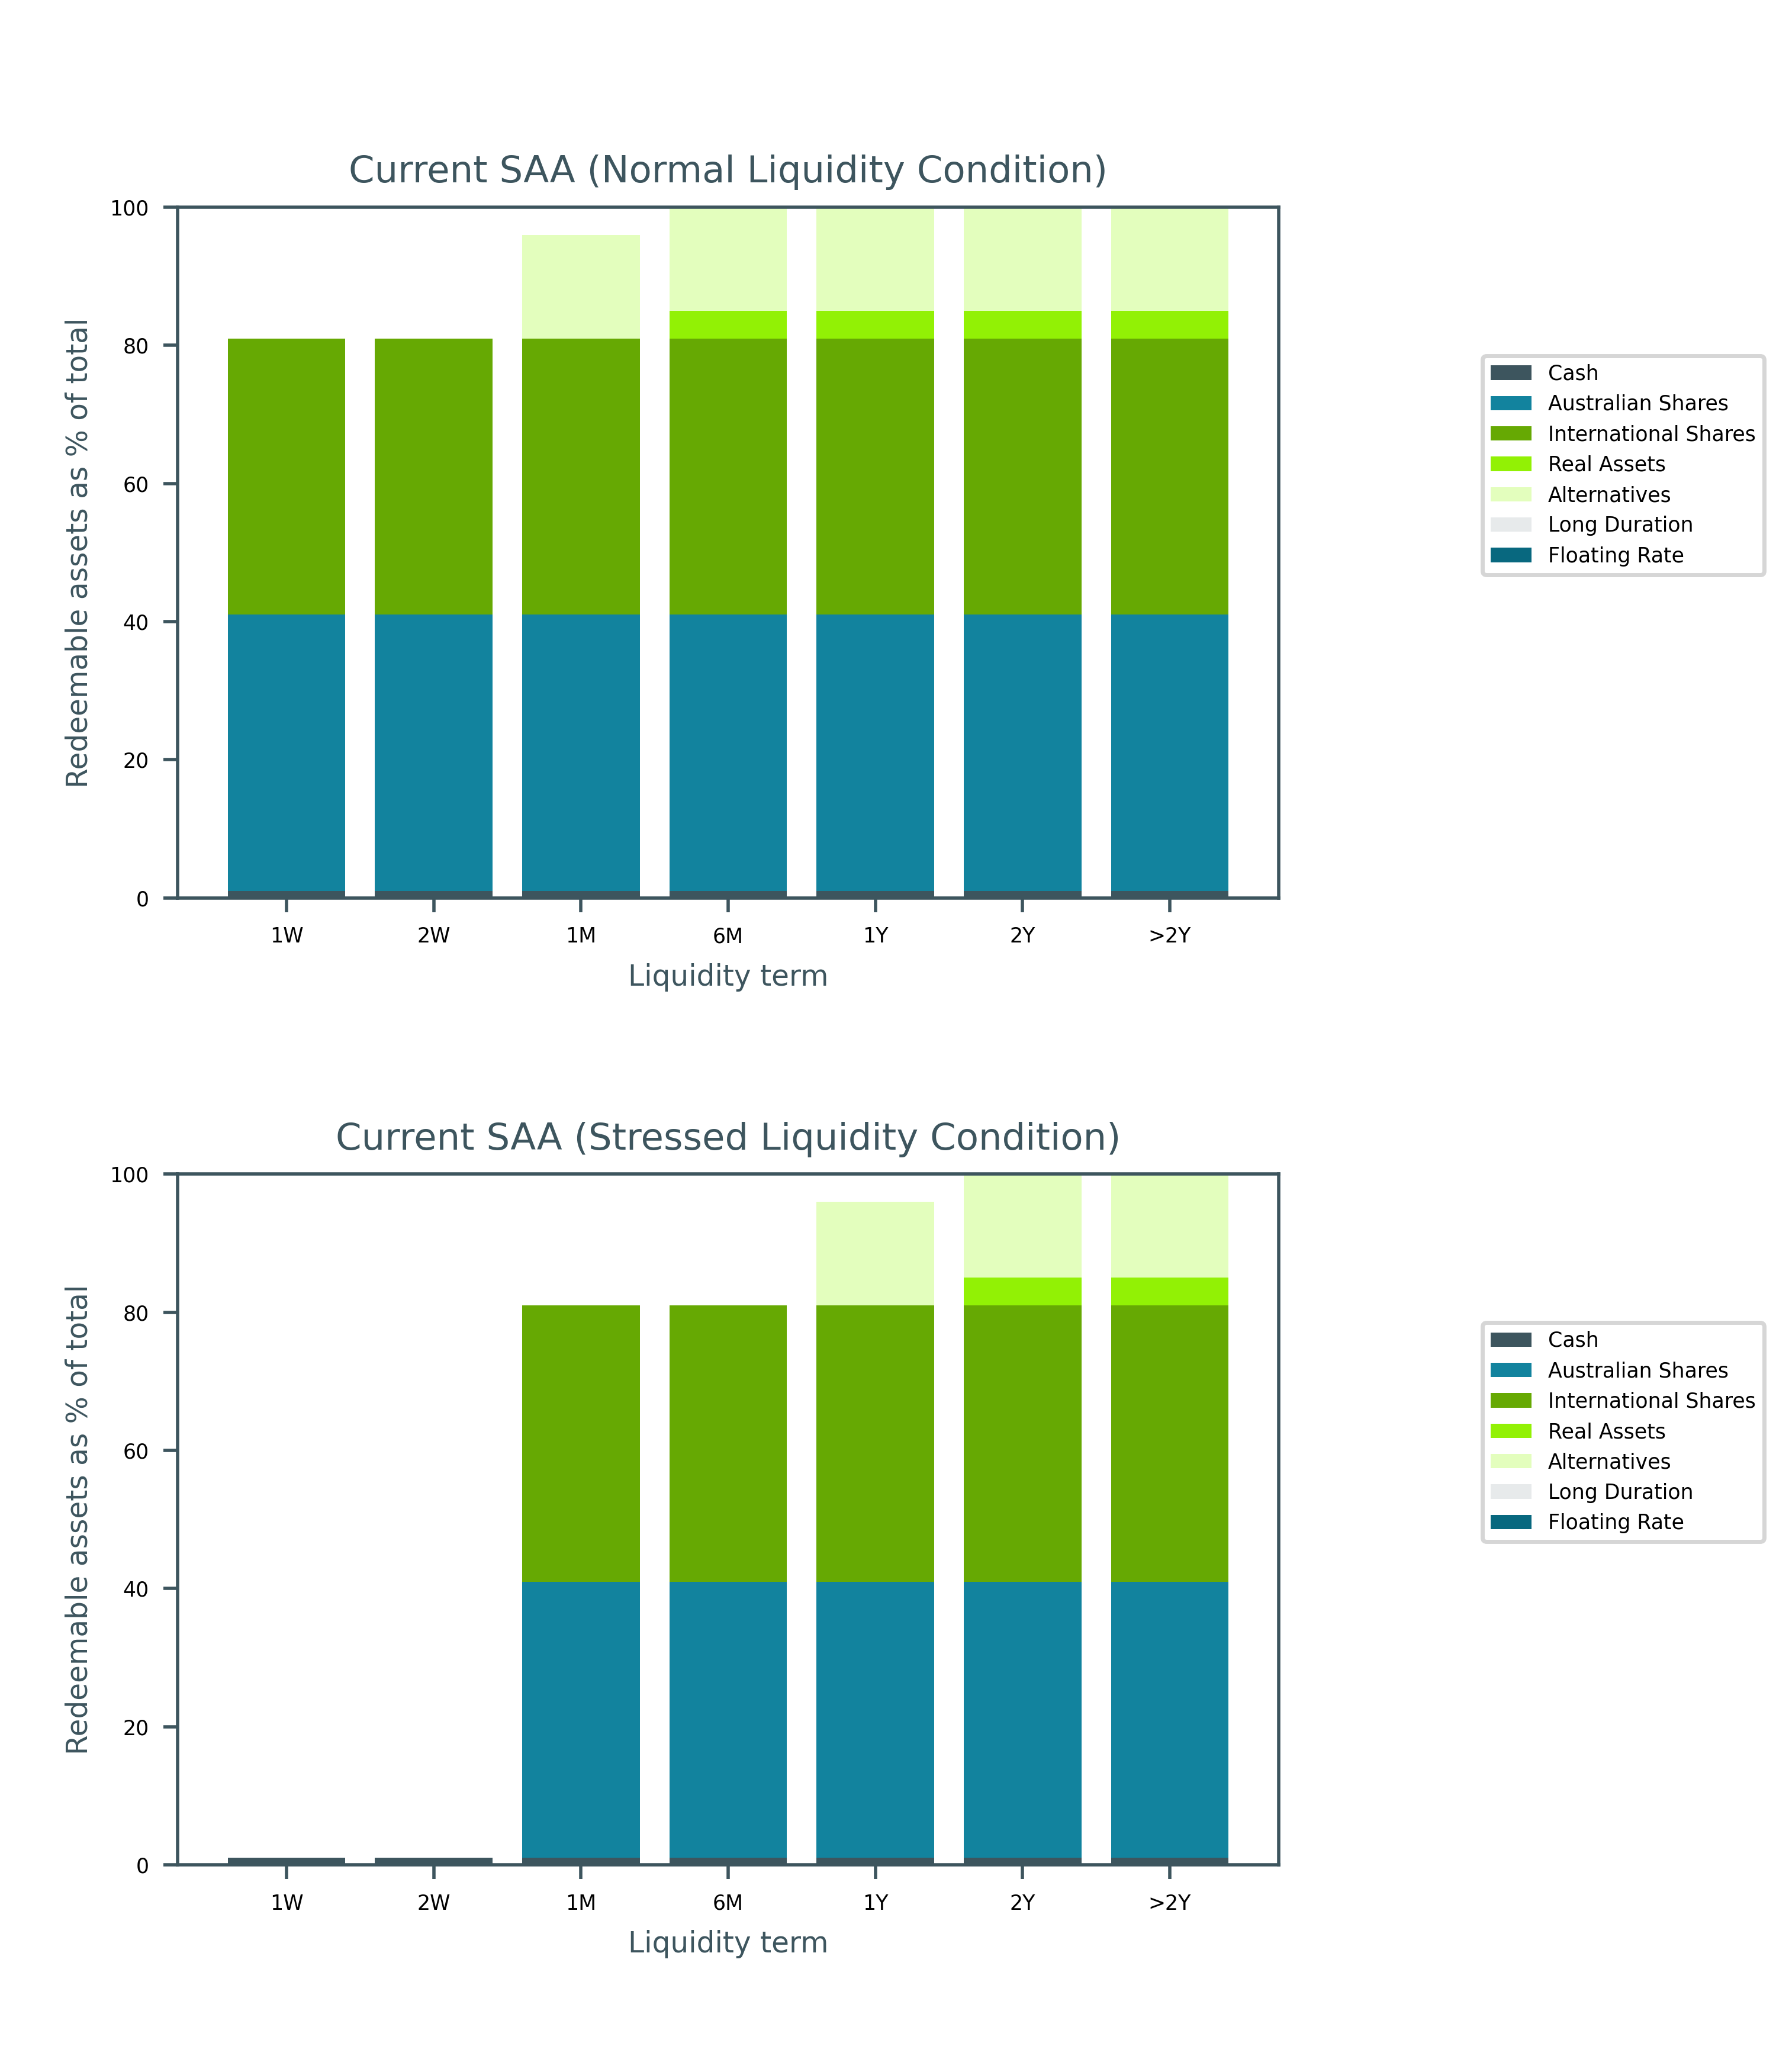 Current SAA (Normal Liquidity Condition)
Redeemable assets as % of total
100
80
60
40
20
0
1W 2W 1M 6M 1Y 2Y >2Y
Liquidity term
Cash
Australian Shares
International Shares
Real Assets
Alternatives
Long Duration
Floating Rate
Current SAA (Stressed Liquidity Condition)
Redeemable assets as % of total
100
80
60
40
20
0
1W 2W 1M 6M 1Y 2Y >2Y
Liquidity term
Cash
Australian Shares
International Shares
Real Assets
Alternatives
Long Duration
Floating Rate